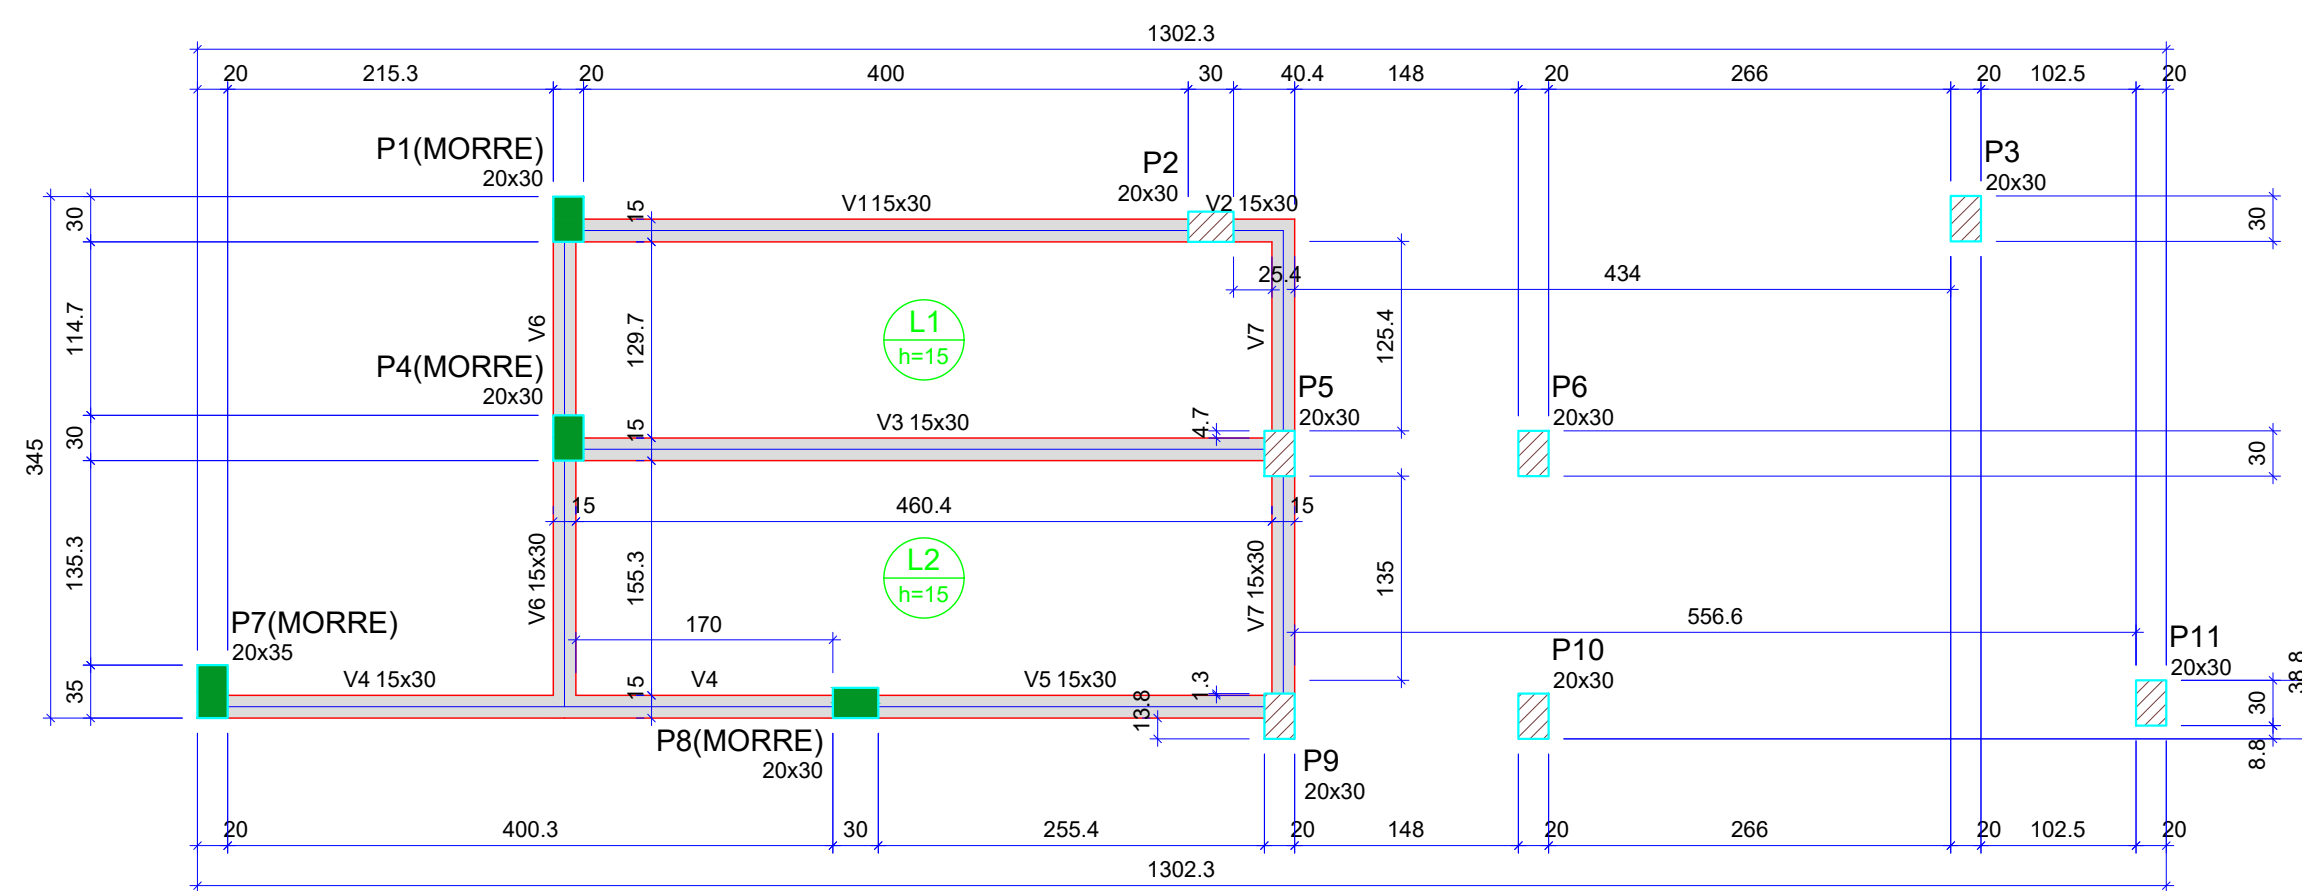 1302.3
20 215.3 20 400 30 40.4 148 20 266 20 102.5 20
P1(MORRE)
20x30
P2
20x30
P3
20x30
V115x30
V2 15x30
15
30
30
25.4
434
114.7
V6
129.7
L1
h=15
V7
125.4
P4(MORRE)
20x30
P5
20x30
P6
20x30
V3 15x30
4.7
15
30
30
345
15 460.4 15
135.3
V6 15x30
155.3
L2
h=15
V7 15x30
135
170
556.6
P7(MORRE)
20x35
P10
20x30
P11
20x30
V4 15x30
V4
V5 15x30
15
1.3
13.8
35
30
38.8
8.8
P8(MORRE)
20x30
P9
20x30
20 400.3 30 255.4 20 148 20 266 20 102.5 20
1302.3